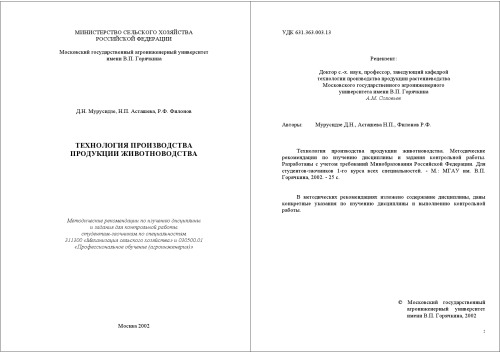 МИНИСТЕРСТВО СЕЛЬСКОГО ХОЗЯЙСТВА
РОССИЙСКОЙ ФЕДЕРАЦИИ
Московский государственный агроинженерный университет
имени В.П. Горячкина
Д.Н. Мурусидзе, Н.П. Асташева, Р.Ф. Филонов
ТЕХНОЛОГИЯ ПРОИЗВОДСТВА
ПРОДУКЦИИ ЖИВОТНОВОДСТВА
Методические рекомендации по изучению дисциплины
и задания для контрольной работы
студентам-заочникам по специальностям
311300 «Механизация сельского хозяйства» и 030500.01
«Профессиональное обучение (агроинженерия)»
Москва 2002
УДК 631.363.003.13
Рецензент:
Доктор с.-х. наук, профессор, заведующий кафедрой
технологии производства продукции растениеводства
Московского государственного агроинженерного
университета имени В.П. Горячкина
А.М. Соловьев
Авторы: Мурусидзе Д.Н., Асташева Н.П., Филонов Р.Ф.
Технология производства продукции животноводства. Методические
рекомендации по изучению дисциплины и задания контрольной работы.
Разработаны с учетом требований Минобразования Российской Федерации. Для
студентов-заочников 1-го курса всех специальностей. - М.: МГАУ им. В.П.
Горячкина, 2002. - 25 с.
В методических рекомендациях изложено содержание дисциплины, даны
конкретные указания по изучению дисциплины и выполнению контрольной
работы.
© Московский государственный
агроинженерный университет
имени В.П. Горячкина, 2002
2